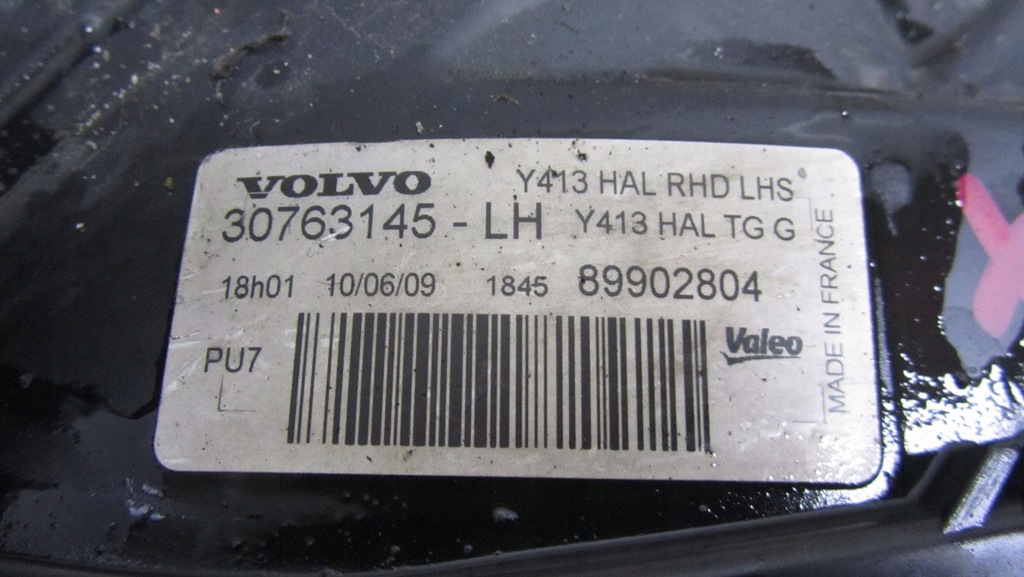 VOLVO Y413 HAL RHD LHS
30763145 - LH Y413 HAL TG G
18h01 10/06/09 1845 89902804
PU7
Valeo
MADE IN FRANCE